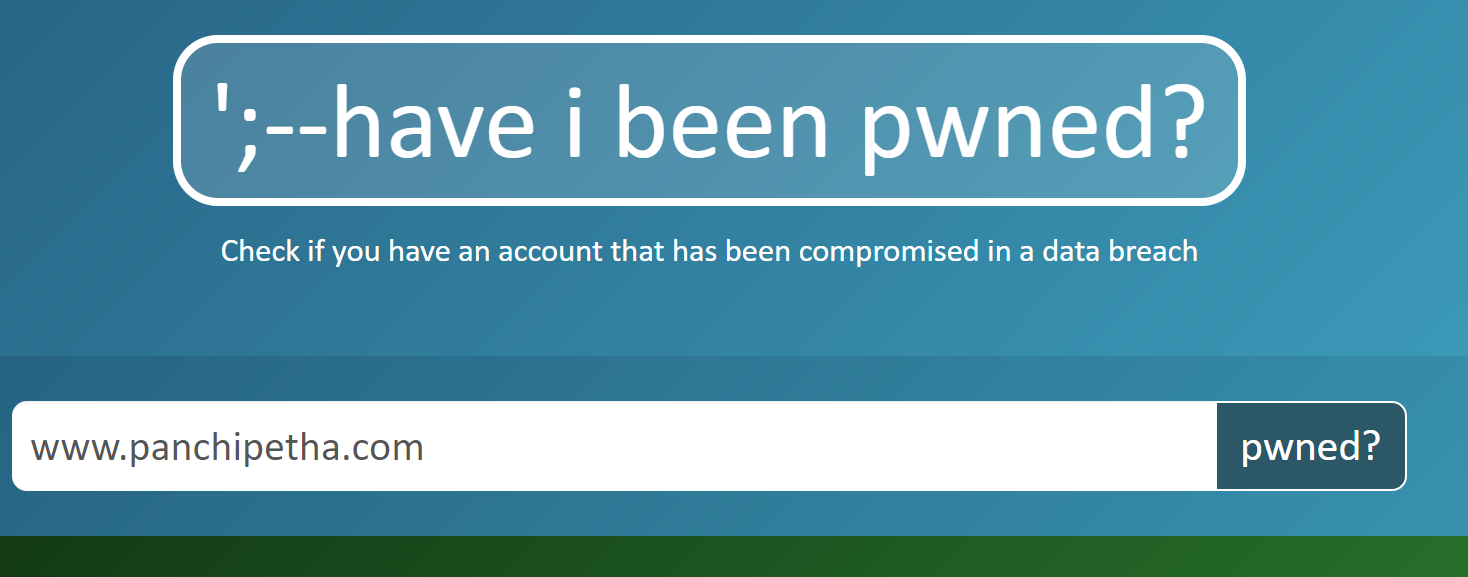 ';--have i been pwned?
Check if you have an account that has been compromised in a data breach
www.panchipetha.com
pwned?